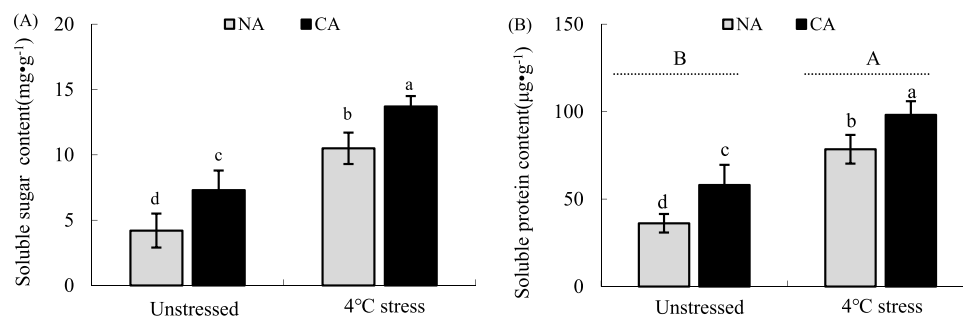 (A)
Soluble sugar content(mg•g⁻¹)
20
15
10
5
0
NA CA
d
c
b
a
Unstressed 4℃ stress
(B)
Soluble protein content(μg•g⁻¹)
150
100
50
0
NA CA
B A
d
c
b
a
Unstressed 4℃ stress